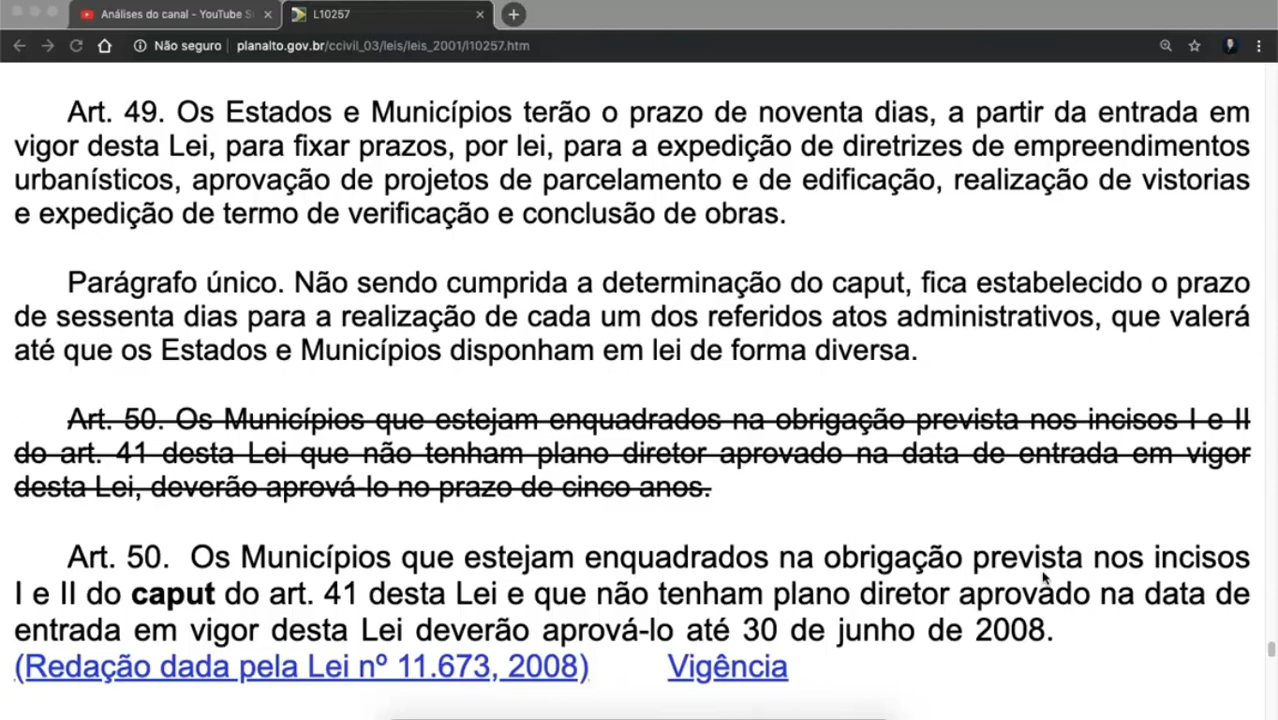 Análises do canal - YouTube S
L10257
Não seguro
planalto.gov.br/ccivil_03/leis/leis_2001/l10257.htm
Art. 49. Os Estados e Municípios terão o prazo de noventa dias, a partir da entrada em
vigor desta Lei, para fixar prazos, por lei, para a expedição de diretrizes de empreendimentos
urbanísticos, aprovação de projetos de parcelamento e de edificação, realização de vistorias
e expedição de termo de verificação e conclusão de obras.
Parágrafo único. Não sendo cumprida a determinação do caput, fica estabelecido o prazo
de sessenta dias para a realização de cada um dos referidos atos administrativos, que valerá
até que os Estados e Municípios disponham em lei de forma diversa.
Art. 50. Os Municípios que estejam enquadrados na obrigação prevista nos incisos I e II
do art. 41 desta Lei que não tenham plano diretor aprovado na data de entrada em vigor
desta Lei, deverão aprová-lo no prazo de cinco anos.
Art. 50. Os Municípios que estejam enquadrados na obrigação prevista nos incisos
I e II do caput do art. 41 desta Lei e que não tenham plano diretor aprovado na data de
entrada em vigor desta Lei deverão aprová-lo até 30 de junho de 2008.
(Redação dada pela Lei nº 11.673, 2008) Vigência